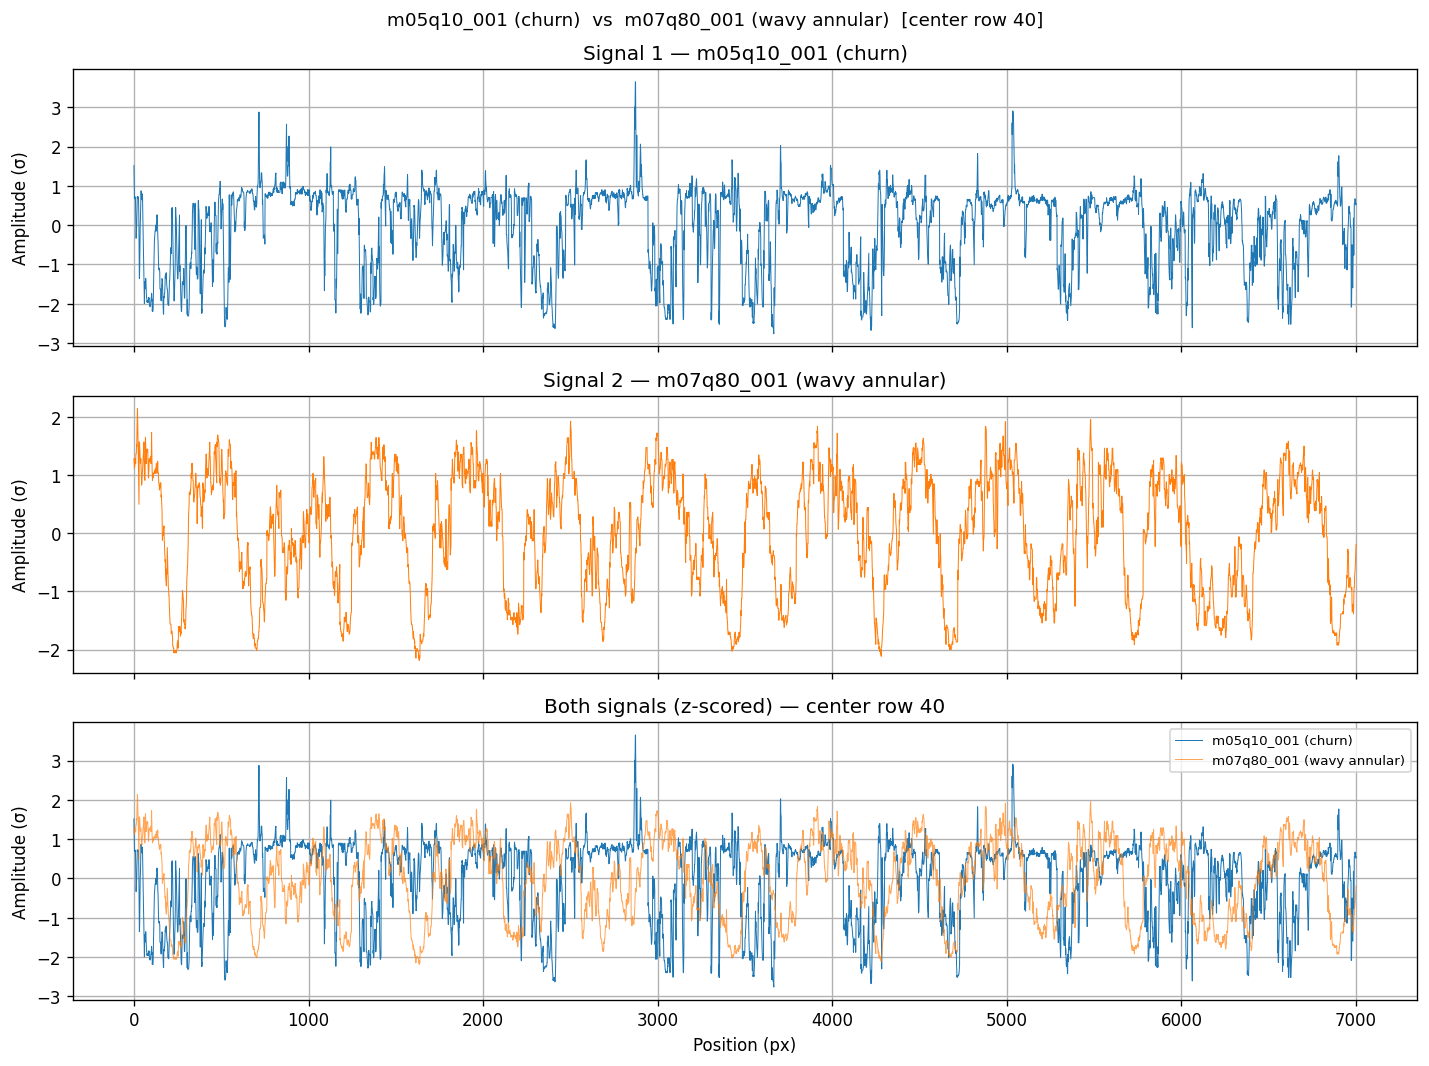 m05q10_001 (churn)  vs  m07q80_001 (wavy annular)  [center row 40]
Signal 1 — m05q10_001 (churn)
Amplitude (σ)
3
2
1
0
−1
−2
−3
Signal 2 — m07q80_001 (wavy annular)
Amplitude (σ)
2
1
0
−1
−2
Both signals (z-scored) — center row 40
Amplitude (σ)
3
2
1
0
−1
−2
−3
m05q10_001 (churn)
m07q80_001 (wavy annular)
0 1000 2000 3000 4000 5000 6000 7000
Position (px)